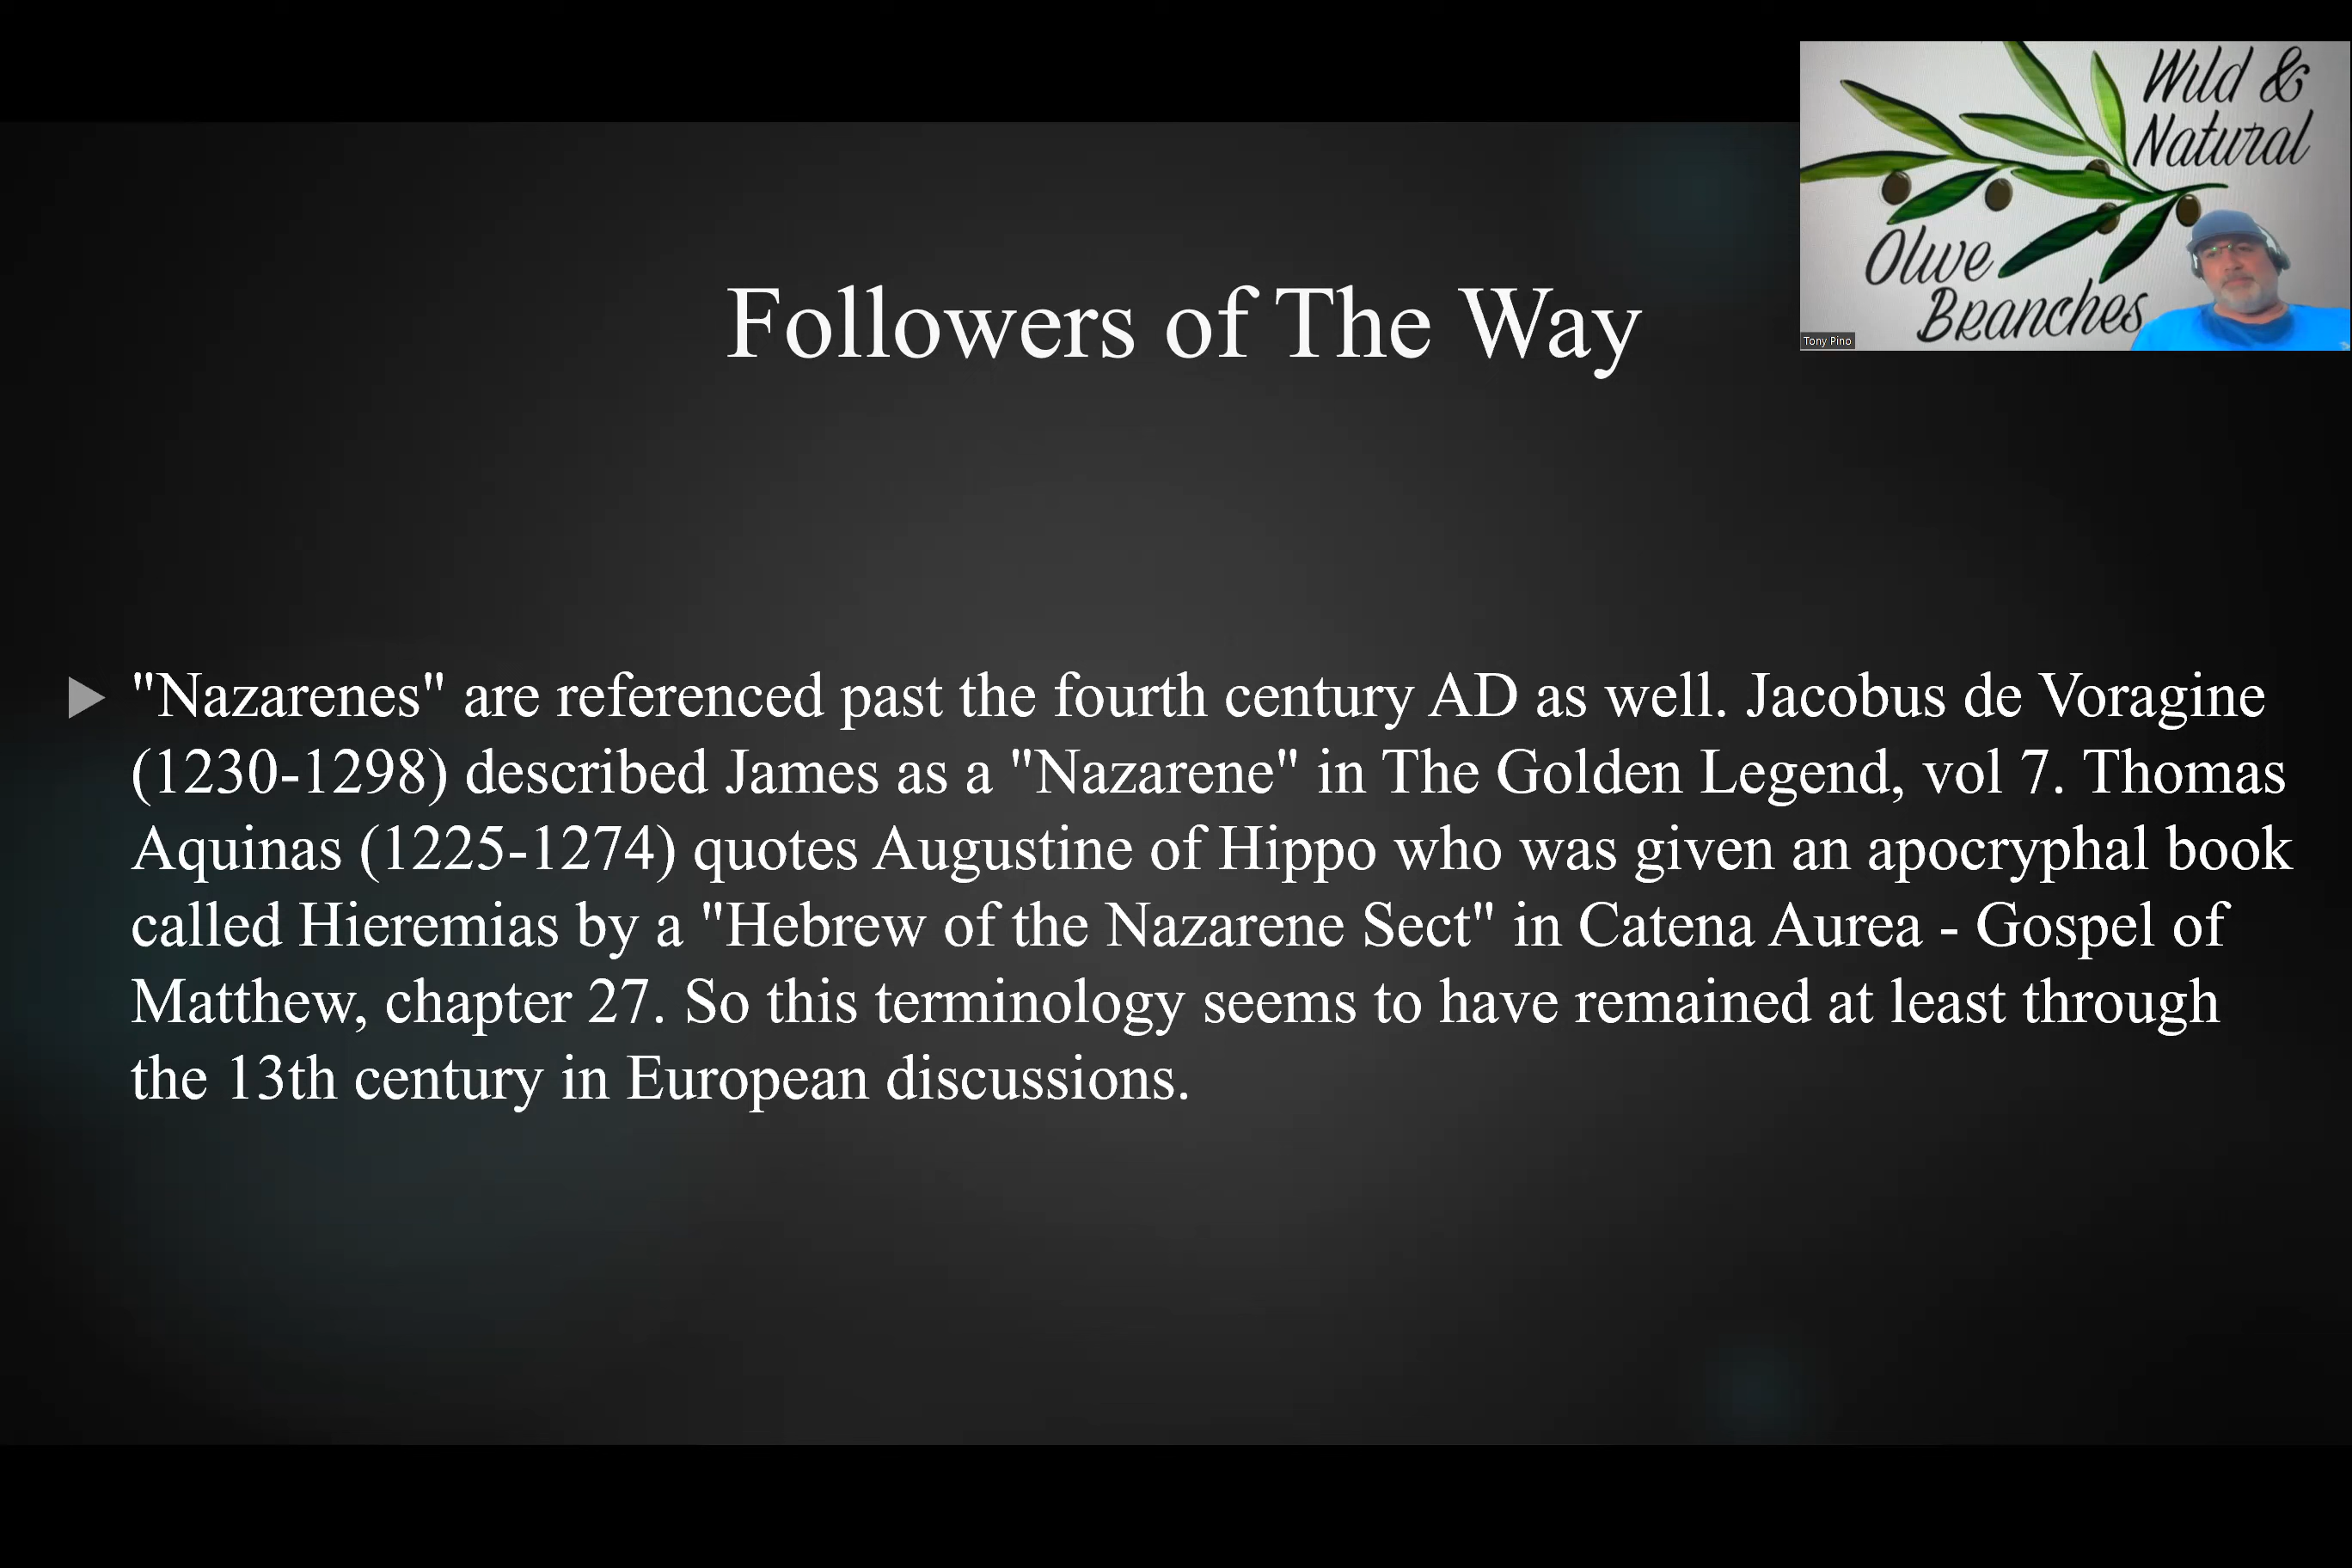 Wild &
Natural
Olive
Branches
Tony Pino
Followers of The Way
"Nazarenes" are referenced past the fourth century AD as well. Jacobus de Voragine
(1230-1298) described James as a "Nazarene" in The Golden Legend, vol 7. Thomas
Aquinas (1225-1274) quotes Augustine of Hippo who was given an apocryphal book
called Hieremias by a "Hebrew of the Nazarene Sect" in Catena Aurea - Gospel of
Matthew, chapter 27. So this terminology seems to have remained at least through
the 13th century in European discussions.